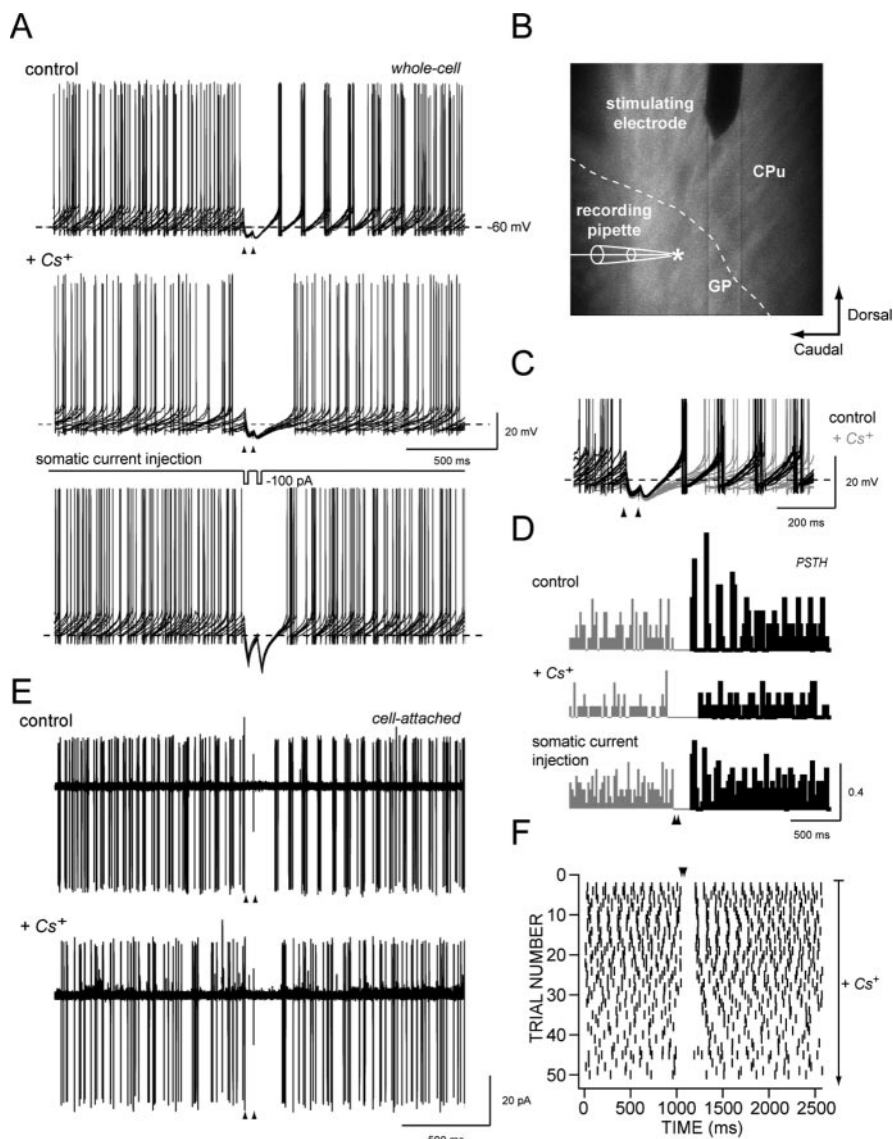 A
control
whole-cell
-60 mV
+ Cs+
20 mV
500 ms
somatic current injection
-100 pA
B
stimulating
electrode
CPu
recording
pipette
*
GP
Dorsal
Caudal
C
control
+ Cs+
20 mV
200 ms
D
PSTH
control
+ Cs+
somatic current
injection
0.4
500 ms
E
control
cell-attached
+ Cs+
20 pA
500 ms
F
0
10
20
30
40
50
TRIAL NUMBER
+ Cs+
0 500 1000 1500 2000 2500
TIME (ms)